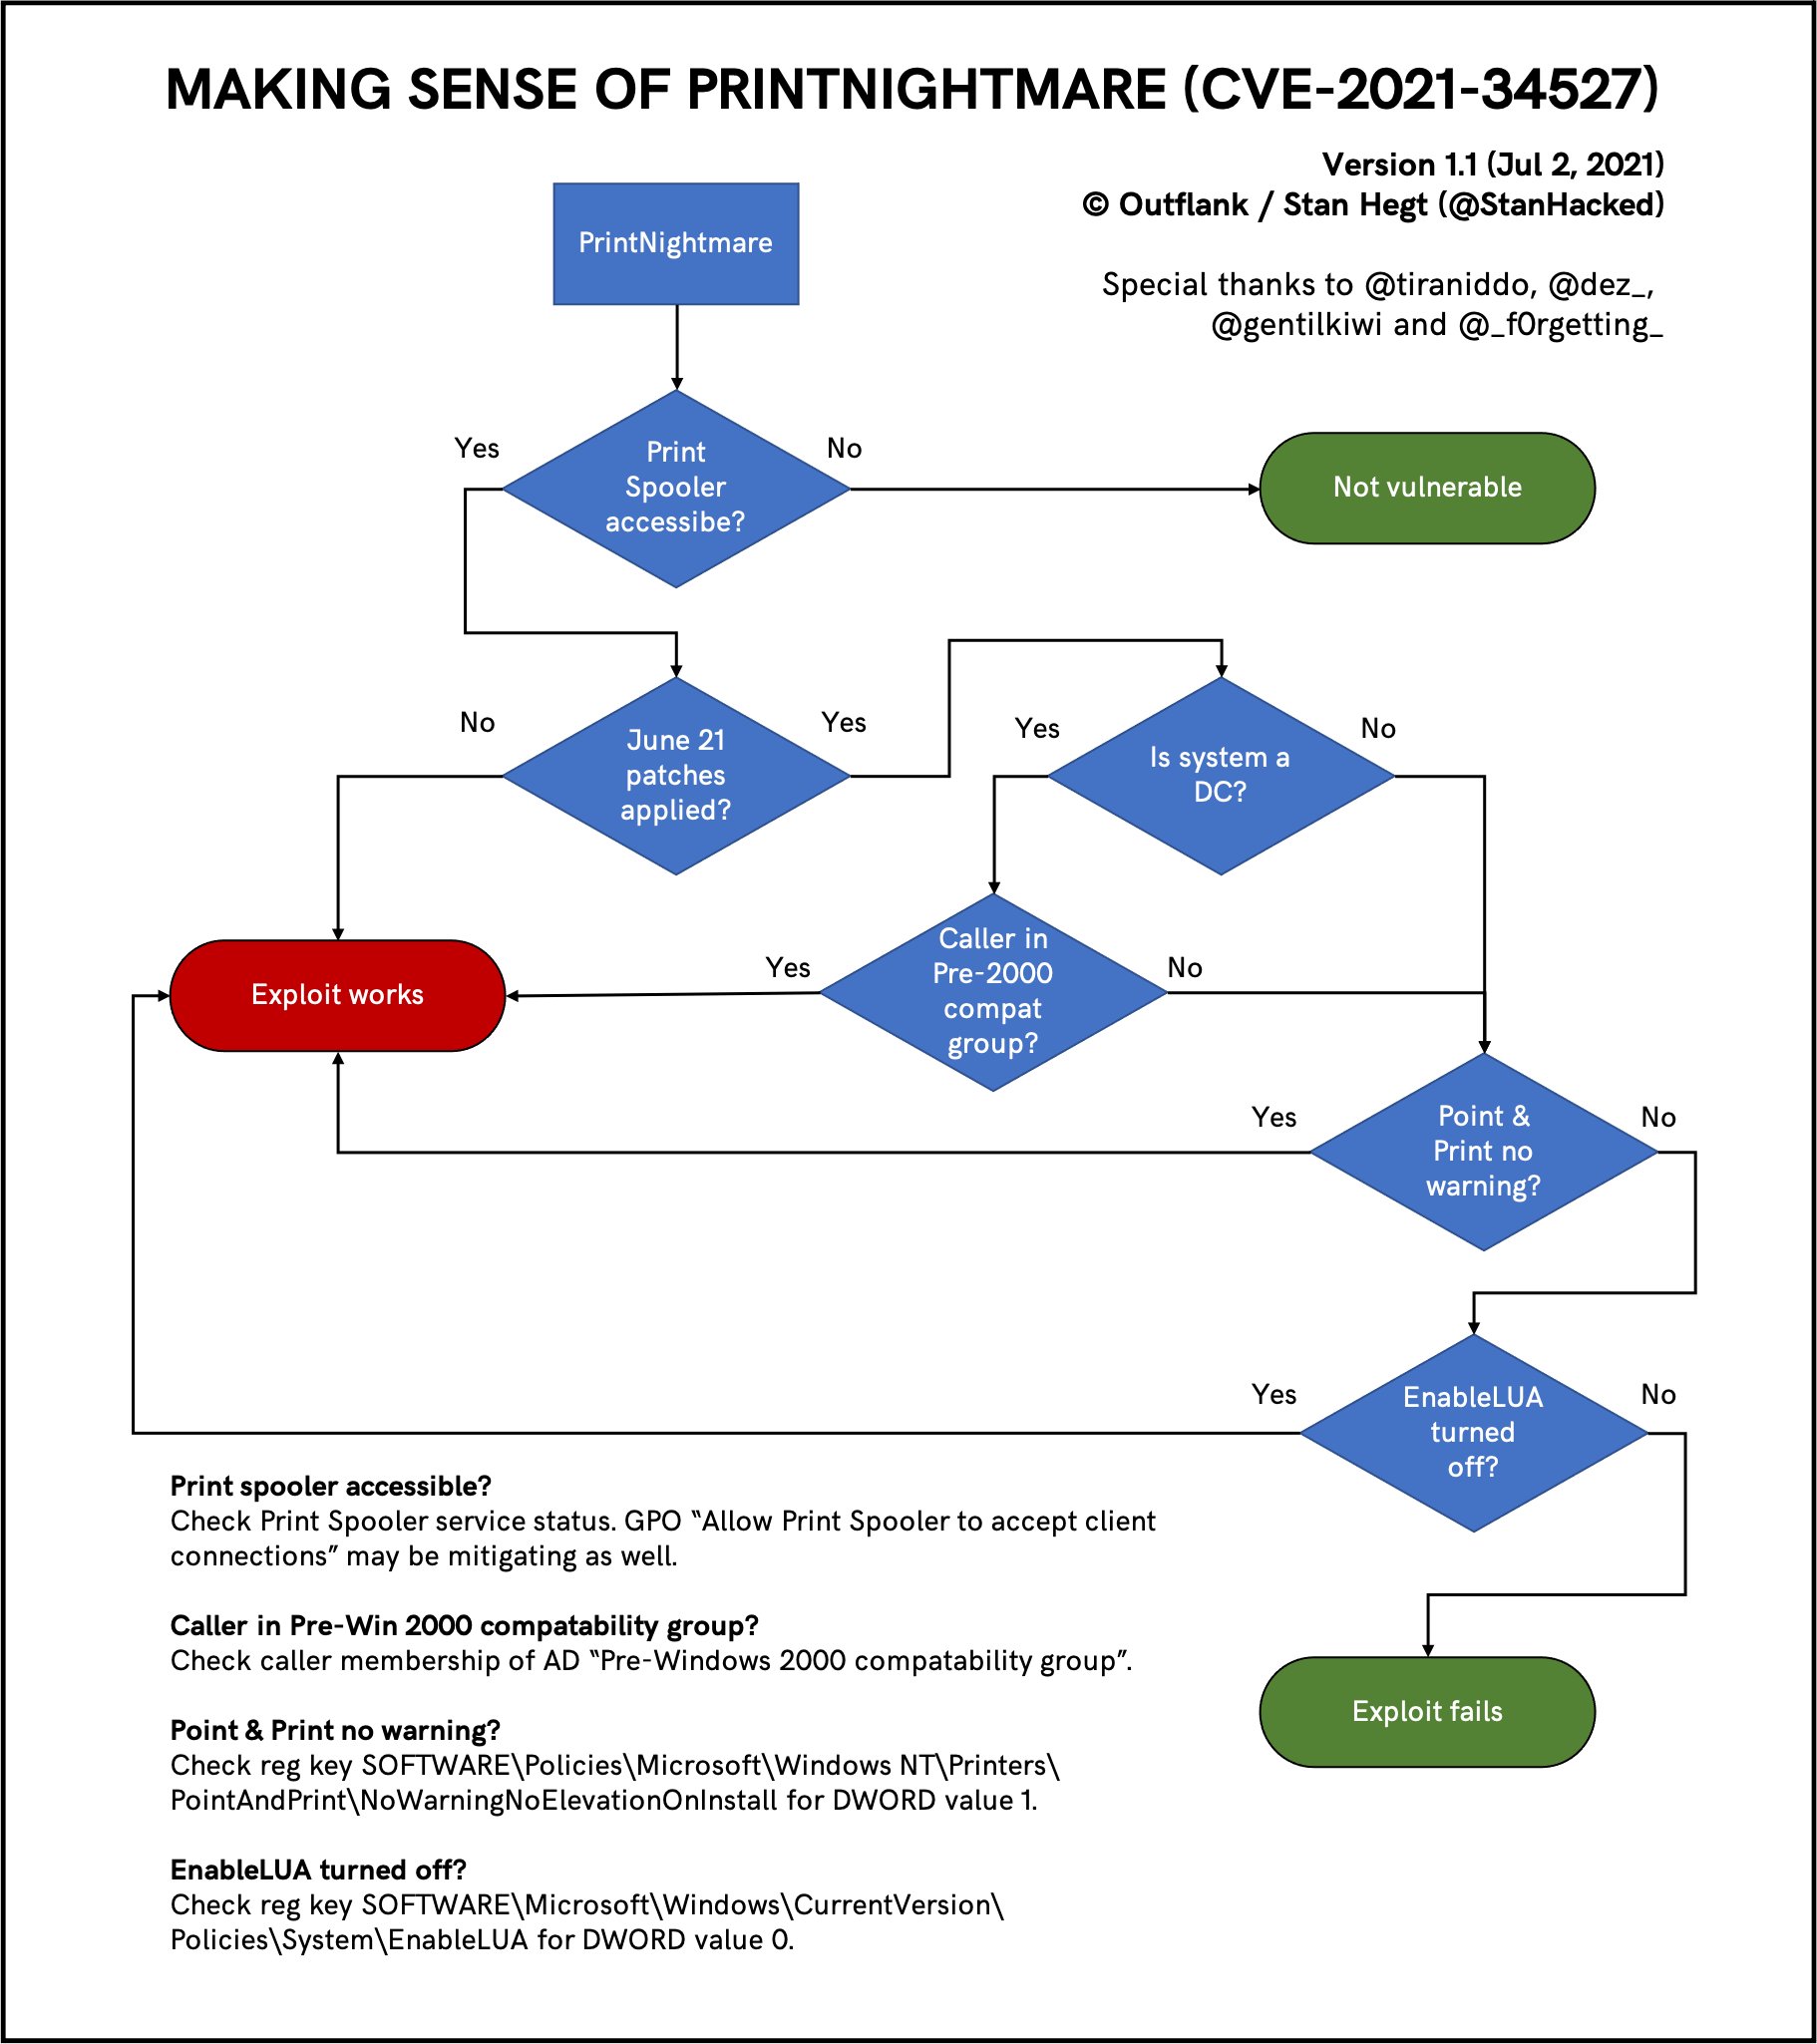 MAKING SENSE OF PRINTNIGHTMARE (CVE-2021-34527)
Version 1.1 (Jul 2, 2021)
© Outflank / Stan Hegt (@StanHacked)
Special thanks to @tiraniddo, @dez_,
@gentilkiwi and @_f0rgetting_
PrintNightmare
Yes
Print
Spooler
accessibe?
No
Not vulnerable
No
June 21
patches
applied?
Yes
Yes
Is system a
DC?
No
Exploit works
Yes
Caller in
Pre-2000
compat
group?
No
Yes
Point &
Print no
warning?
No
Yes
EnableLUA
turned
off?
No
Exploit fails
Print spooler accessible?
Check Print Spooler service status. GPO “Allow Print Spooler to accept client
connections” may be mitigating as well.
Caller in Pre-Win 2000 compatability group?
Check caller membership of AD “Pre-Windows 2000 compatability group”.
Point & Print no warning?
Check reg key SOFTWARE\Policies\Microsoft\Windows NT\Printers\
PointAndPrint\NoWarningNoElevationOnInstall for DWORD value 1.
EnableLUA turned off?
Check reg key SOFTWARE\Microsoft\Windows\CurrentVersion\
Policies\System\EnableLUA for DWORD value 0.